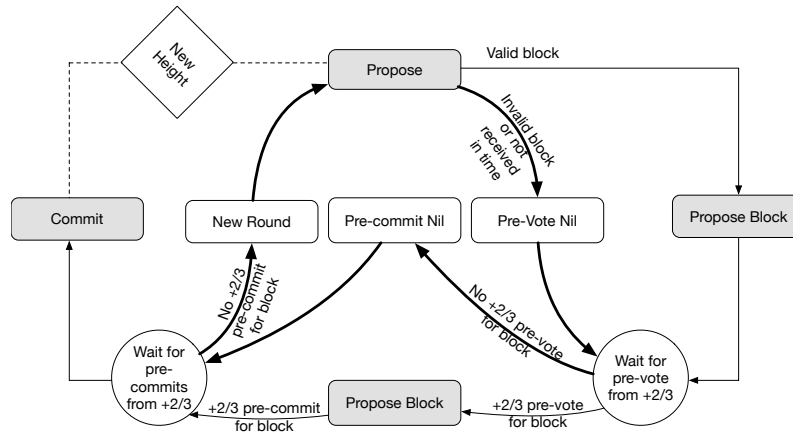 New
Height
Propose
Valid block
Invalid block
or not
received
in time
Commit
New Round
Pre-commit Nil
Pre-Vote Nil
Propose Block
No +2/3
pre-commit
for block
No +2/3 pre-vote
for block
Wait for
pre-
commits
from +2/3
Wait for
pre-vote
from +2/3
+2/3 pre-commit
for block
Propose Block
+2/3 pre-vote
for block